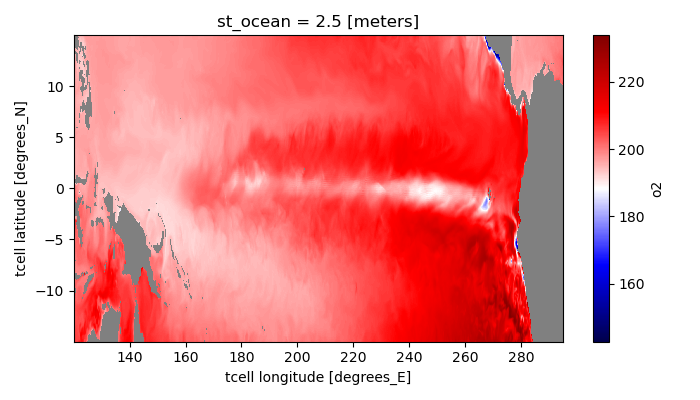 st_ocean = 2.5 [meters]
tcell latitude [degrees_N]
10
5
0
−5
−10
140 160 180 200 220 240 260 280
tcell longitude [degrees_E]
220
200
180
160
o2